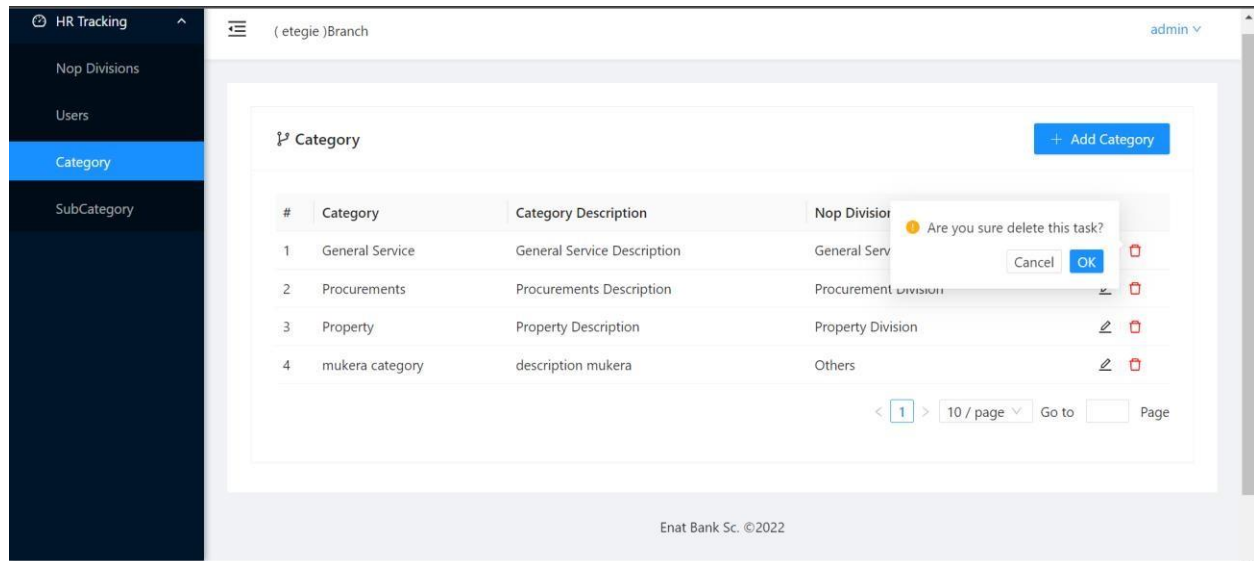 HR Tracking
( etegie )Branch
admin
Nop Divisions
Users
Category
SubCategory
Category
+ Add Category
# Category Category Description Nop Division
Are you sure delete this task?
Cancel OK
1 General Service General Service Description General Serv
2 Procurements Procurements Description Procurement Division
3 Property Property Description Property Division
4 mukera category description mukera Others
< 1 > 10 / page Go to Page
Enat Bank Sc. ©2022